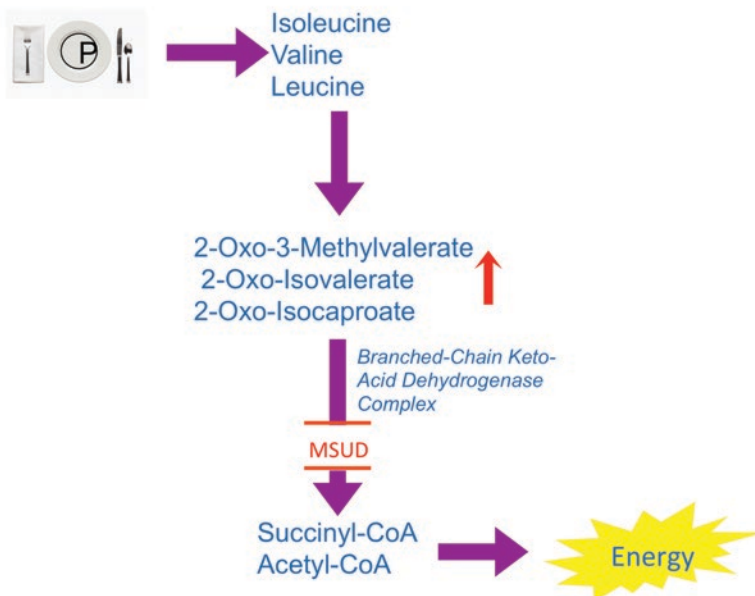 P
Isoleucine
Valine
Leucine
2-Oxo-3-Methylvalerate
2-Oxo-Isovalerate
2-Oxo-Isocaproate
Branched-Chain Keto-
Acid Dehydrogenase
Complex
MSUD
Succinyl-CoA
Acetyl-CoA
Energy